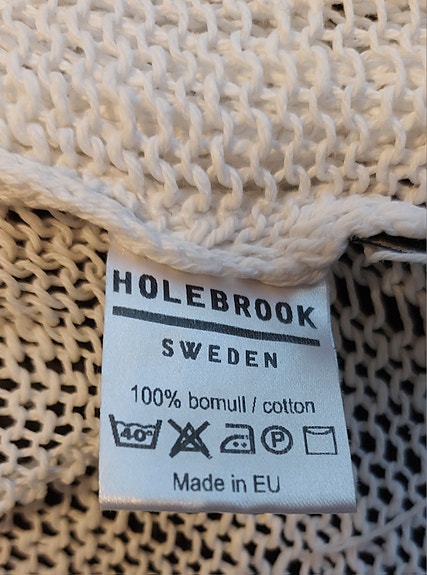 HOLEBROOK
SWEDEN
100% bomull / cotton
40° P
Made in EU